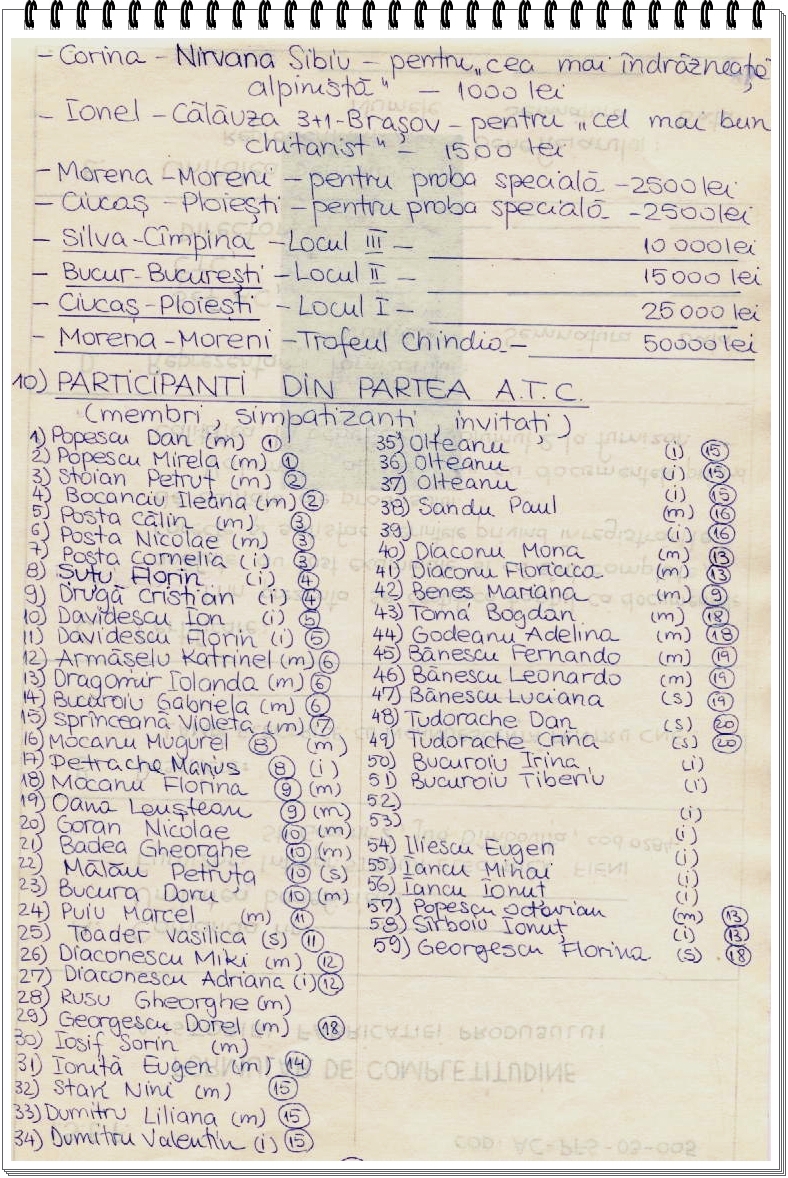 - Corina - Nirvana Sibiu - pentru „cea mai îndrăzneață
alpinistă" - 1000 lei
- Ionel - Călăuza 3+1-Brașov - pentru „cel mai bun
chitarist" - 1500 lei
- Morena - Moreni - pentru proba specială - 2500 lei
- Ciucaș - Ploiești - pentru proba specială - 2500 lei
- Silva-Cîmpina - Locul III - 10 000 lei
- Bucur-București - Locul II - 15 000 lei
- Ciucaș-Ploiești - Locul I - 25 000 lei
- Morena-Moreni - Trofeul Chindia - 50000 lei
10) PARTICIPANȚI DIN PARTEA A.T.C.
(membri, simpatizanți, invitați)
1) Popescu Dan (m) ①
2) Popescu Mirela (m) ①
3) Stoian Petruț (m) ②
4) Bocanciu Ileana (m) ②
5) Posta Călin (m) ③
6) Posta Nicolae (m) ③
7) Posta Cornelia (i) ③
8) Șuțu Florin (i) ④
9) Drugă Cristian (i) ④
10) Davidescu Ion (i) ⑤
11) Davidescu Florin (i) ⑤
12) Armășelu Katrinel (m) ⑥
13) Dragomir Iolanda (m) ⑥
14) Bucuroiu Gabriela (m) ⑥
15) Sprînceană Violeta (m) ⑦
16) Mocanu Mugurel ⑧ (m)
17) Petrache Marius ⑧ (i)
18) Mocanu Florina ⑨ (m)
19) Oana Leușteanu ⑨ (m)
20) Goran Nicolae ⑩ (m)
21) Badea Gheorghe ⑩ (m)
22) Mălău Petruța ⑩ (s)
23) Bucura Doru ⑩ (m)
24) Puiu Marcel (m) ⑪
25) Toader Vasilica (s) ⑪
26) Diaconescu Miki (m) ⑫
27) Diaconescu Adriana (i) ⑫
28) Rusu Gheorghe (m)
29) Georgescu Dorel (m) ⑱
30) Iosif Sorin (m)
31) Ioniță Eugen (m) ⑭
32) Stan Nini (m) ⑮
33) Dumitru Liliana (m) ⑮
34) Dumitru Valentin (i) ⑮
35) Olteanu (i) ⑮
36) Olteanu (i) ⑮
37) Olteanu (i) ⑮
38) Sandu Paul (m) ⑯
39) (i) ⑯
40) Diaconu Mona (m) ⑬
41) Diaconu Floricica (m) ⑬
42) Beneș Mariana (m) ⑨
43) Toma Bogdan (m) ⑱
44) Godeanu Adelina (m) ⑱
45) Bănescu Fernando (m) ⑲
46) Bănescu Leonardo (m) ⑲
47) Bănescu Luciana (s) ⑲
48) Tudorache Dan (s) ⑳
49) Tudorache Crina (s) ⑳
50) Bucuroiu Irina (i)
51) Bucuroiu Tiberiu (i)
52) (i)
53) (i)
54) Iliescu Eugen (i)
55) Iancu Mihai (i)
56) Iancu Ionuț (i)
57) Popescu Octavian (m) ⑬
58) Sîrboiu Ionuț (i) ⑬
59) Georgescu Florina (s) ⑱